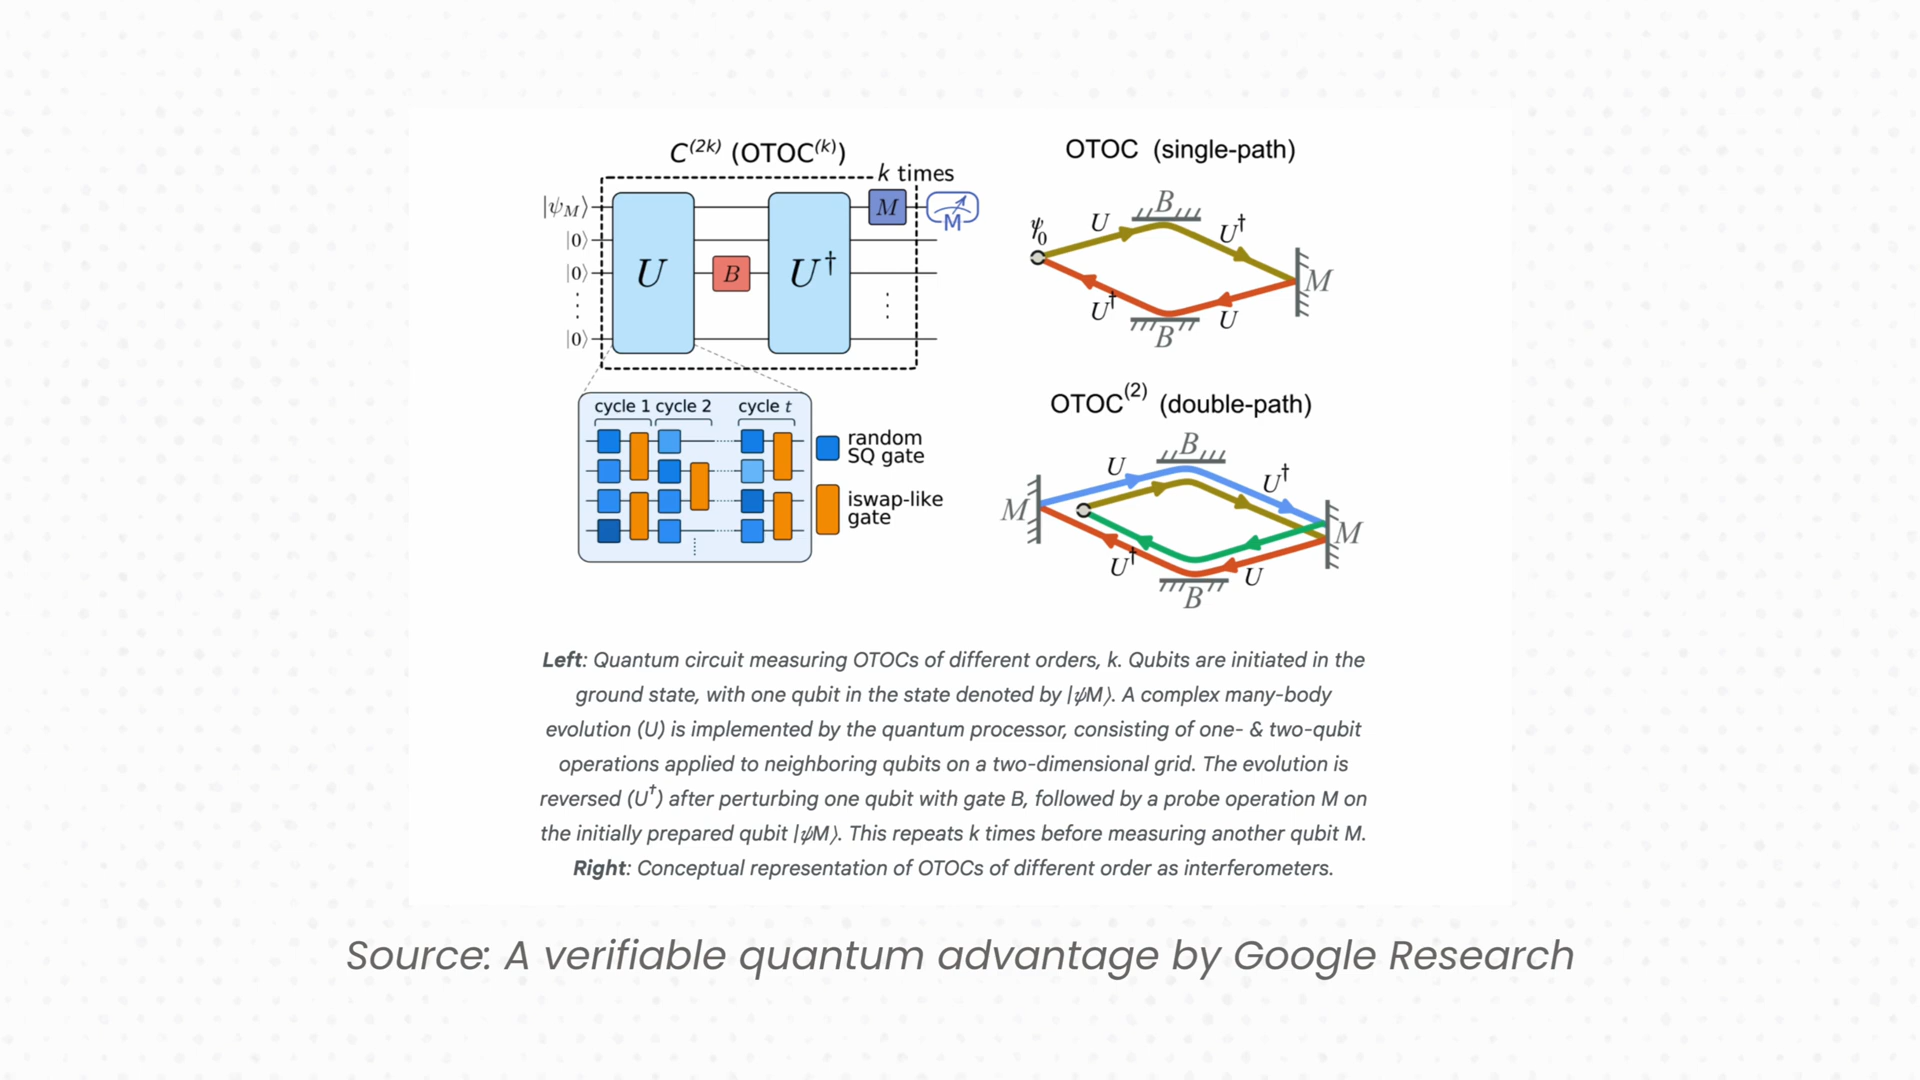 C⁽²ᵏ⁾ (OTOC⁽ᵏ⁾)
k times
|ψ_M⟩
|0⟩
|0⟩
⋮
|0⟩
U
B
U†
M
M
⋮
cycle 1 cycle 2 cycle t
random
SQ gate
iswap-like
gate
OTOC (single-path)
B
ψ₀
U
U†
M
U†
U
B
OTOC⁽²⁾ (double-path)
B
U
U†
M
M
U†
U
B
Left: Quantum circuit measuring OTOCs of different orders, k. Qubits are initiated in the
ground state, with one qubit in the state denoted by |ψM⟩. A complex many-body
evolution (U) is implemented by the quantum processor, consisting of one- & two-qubit
operations applied to neighboring qubits on a two-dimensional grid. The evolution is
reversed (U†) after perturbing one qubit with gate B, followed by a probe operation M on
the initially prepared qubit |ψM⟩. This repeats k times before measuring another qubit M.
Right: Conceptual representation of OTOCs of different order as interferometers.
Source: A verifiable quantum advantage by Google Research